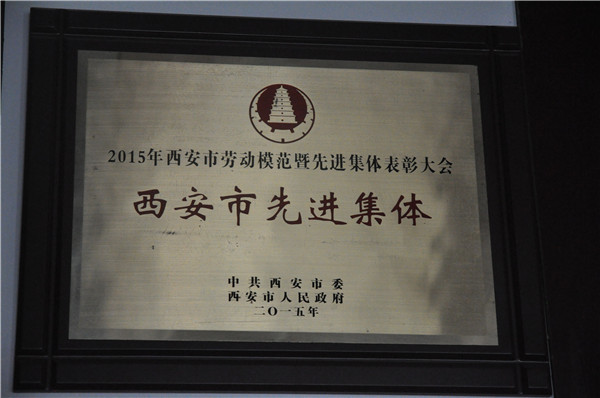 2015年西安市劳动模范暨先进集体表彰大会
西安市先进集体
中共西安市委
西安市人民政府
二〇一五年